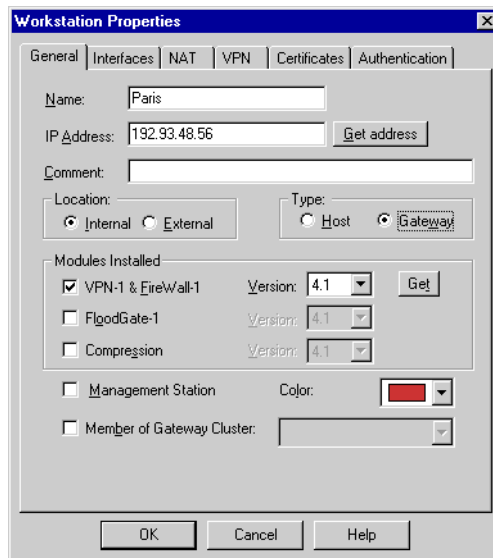 Workstation Properties
General Interfaces NAT VPN Certificates Authentication
Name: Paris
IP Address: 192.93.48.56 Get address
Comment:
Location: Type:
Internal External Host Gateway
Modules Installed
VPN-1 & FireWall-1 Version: 4.1 Get
FloodGate-1 Version: 4.1
Compression Version: 4.1
Management Station Color:
Member of Gateway Cluster:
OK Cancel Help